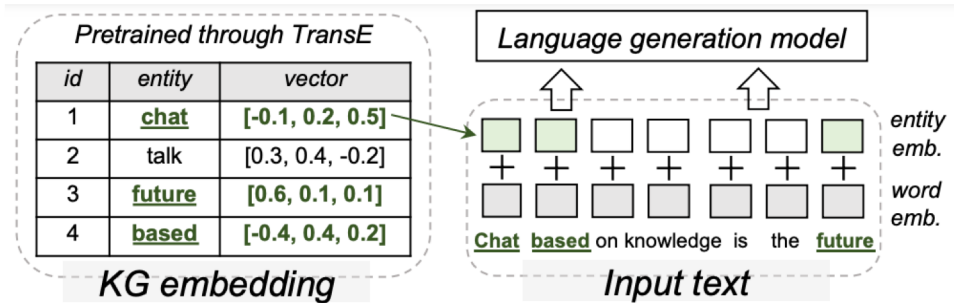 Pretrained through TransE
id entity vector
1 chat [-0.1, 0.2, 0.5]
2 talk [0.3, 0.4, -0.2]
3 future [0.6, 0.1, 0.1]
4 based [-0.4, 0.4, 0.2]
KG embedding
Language generation model
entity
emb.
+ + + + + + +
word
emb.
Chat based on knowledge is the future
Input text